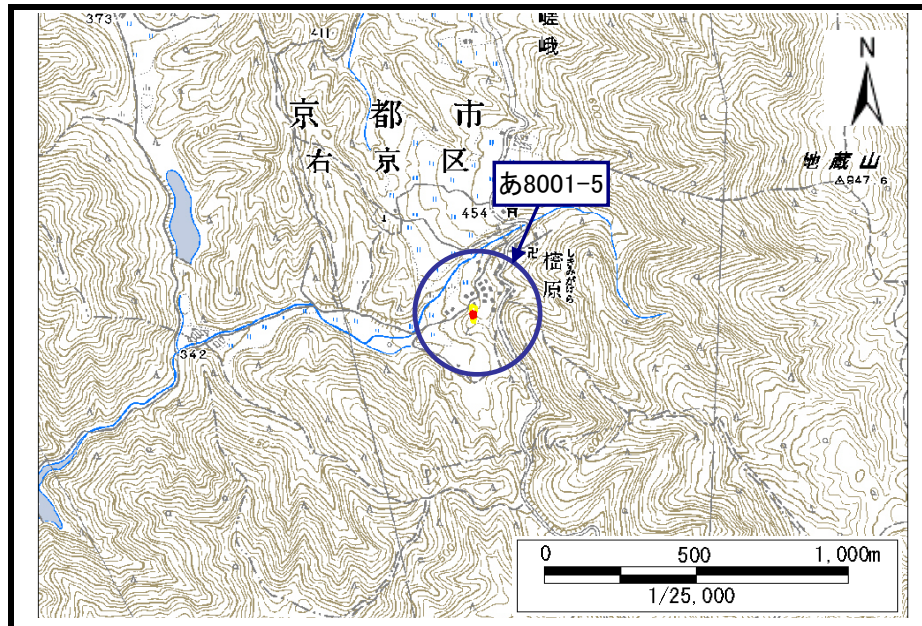 373
411
嵯
峨
N
京都市
右京区
地蔵山
847.6
あ8001-5
454
卍
樒原
しきみがはら
342
0 500 1,000m
1/25,000